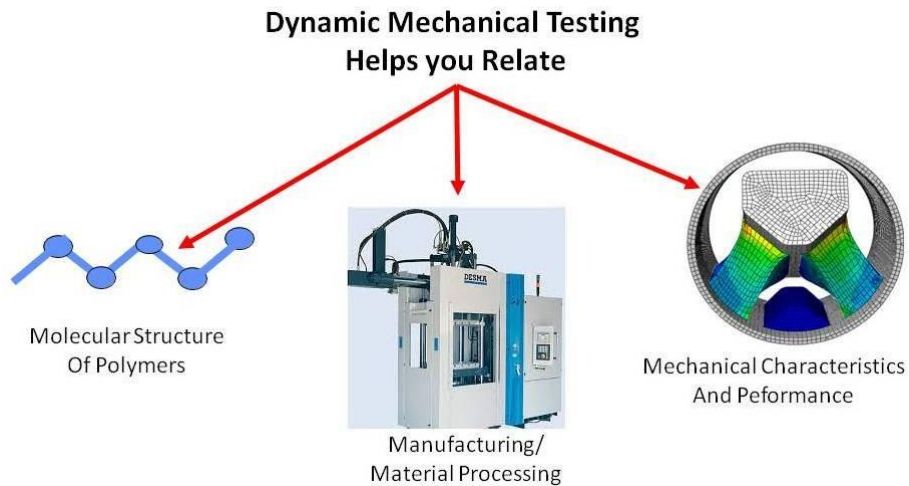 Dynamic Mechanical Testing
Helps you Relate
DESMA
Molecular Structure
Of Polymers
Manufacturing/
Material Processing
Mechanical Characteristics
And Peformance